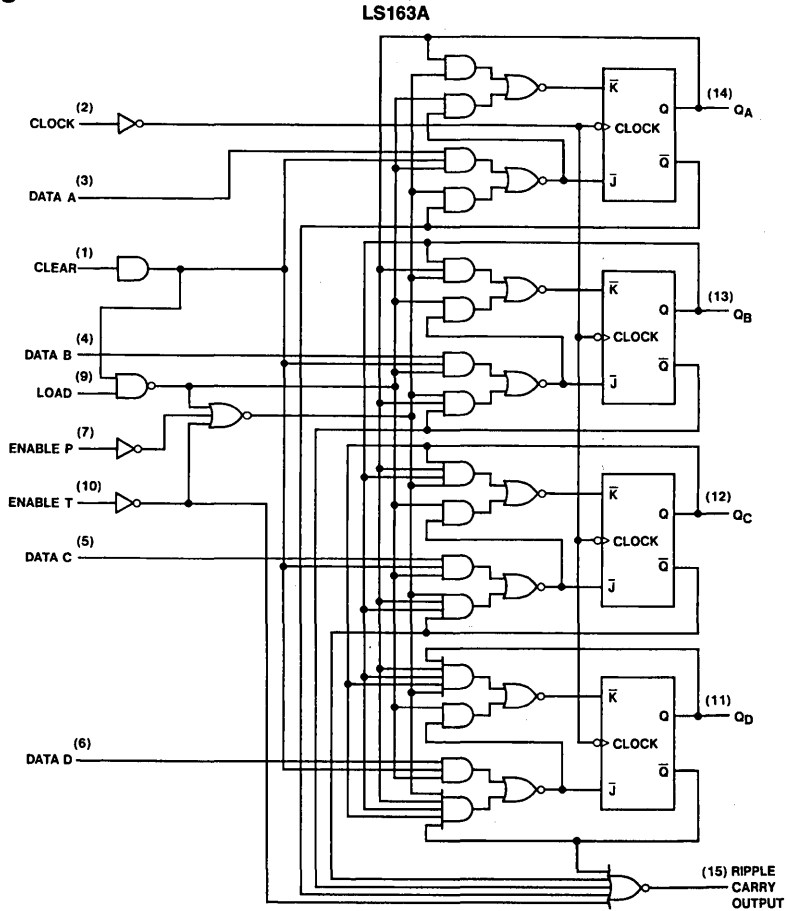 LS163A
K
(14)
Q
QA
(2)
CLOCK
CLOCK
Q
(3)
J
DATA A
(1)
CLEAR
K
(13)
Q
QB
CLOCK
(4)
DATA B
Q
(9)
J
LOAD
(7)
ENABLE P
K
(10)
(12)
ENABLE T
Q
QC
CLOCK
(5)
DATA C
Q
J
K
(11)
Q
QD
(6)
CLOCK
DATA D
Q
J
(15) RIPPLE
CARRY
OUTPUT